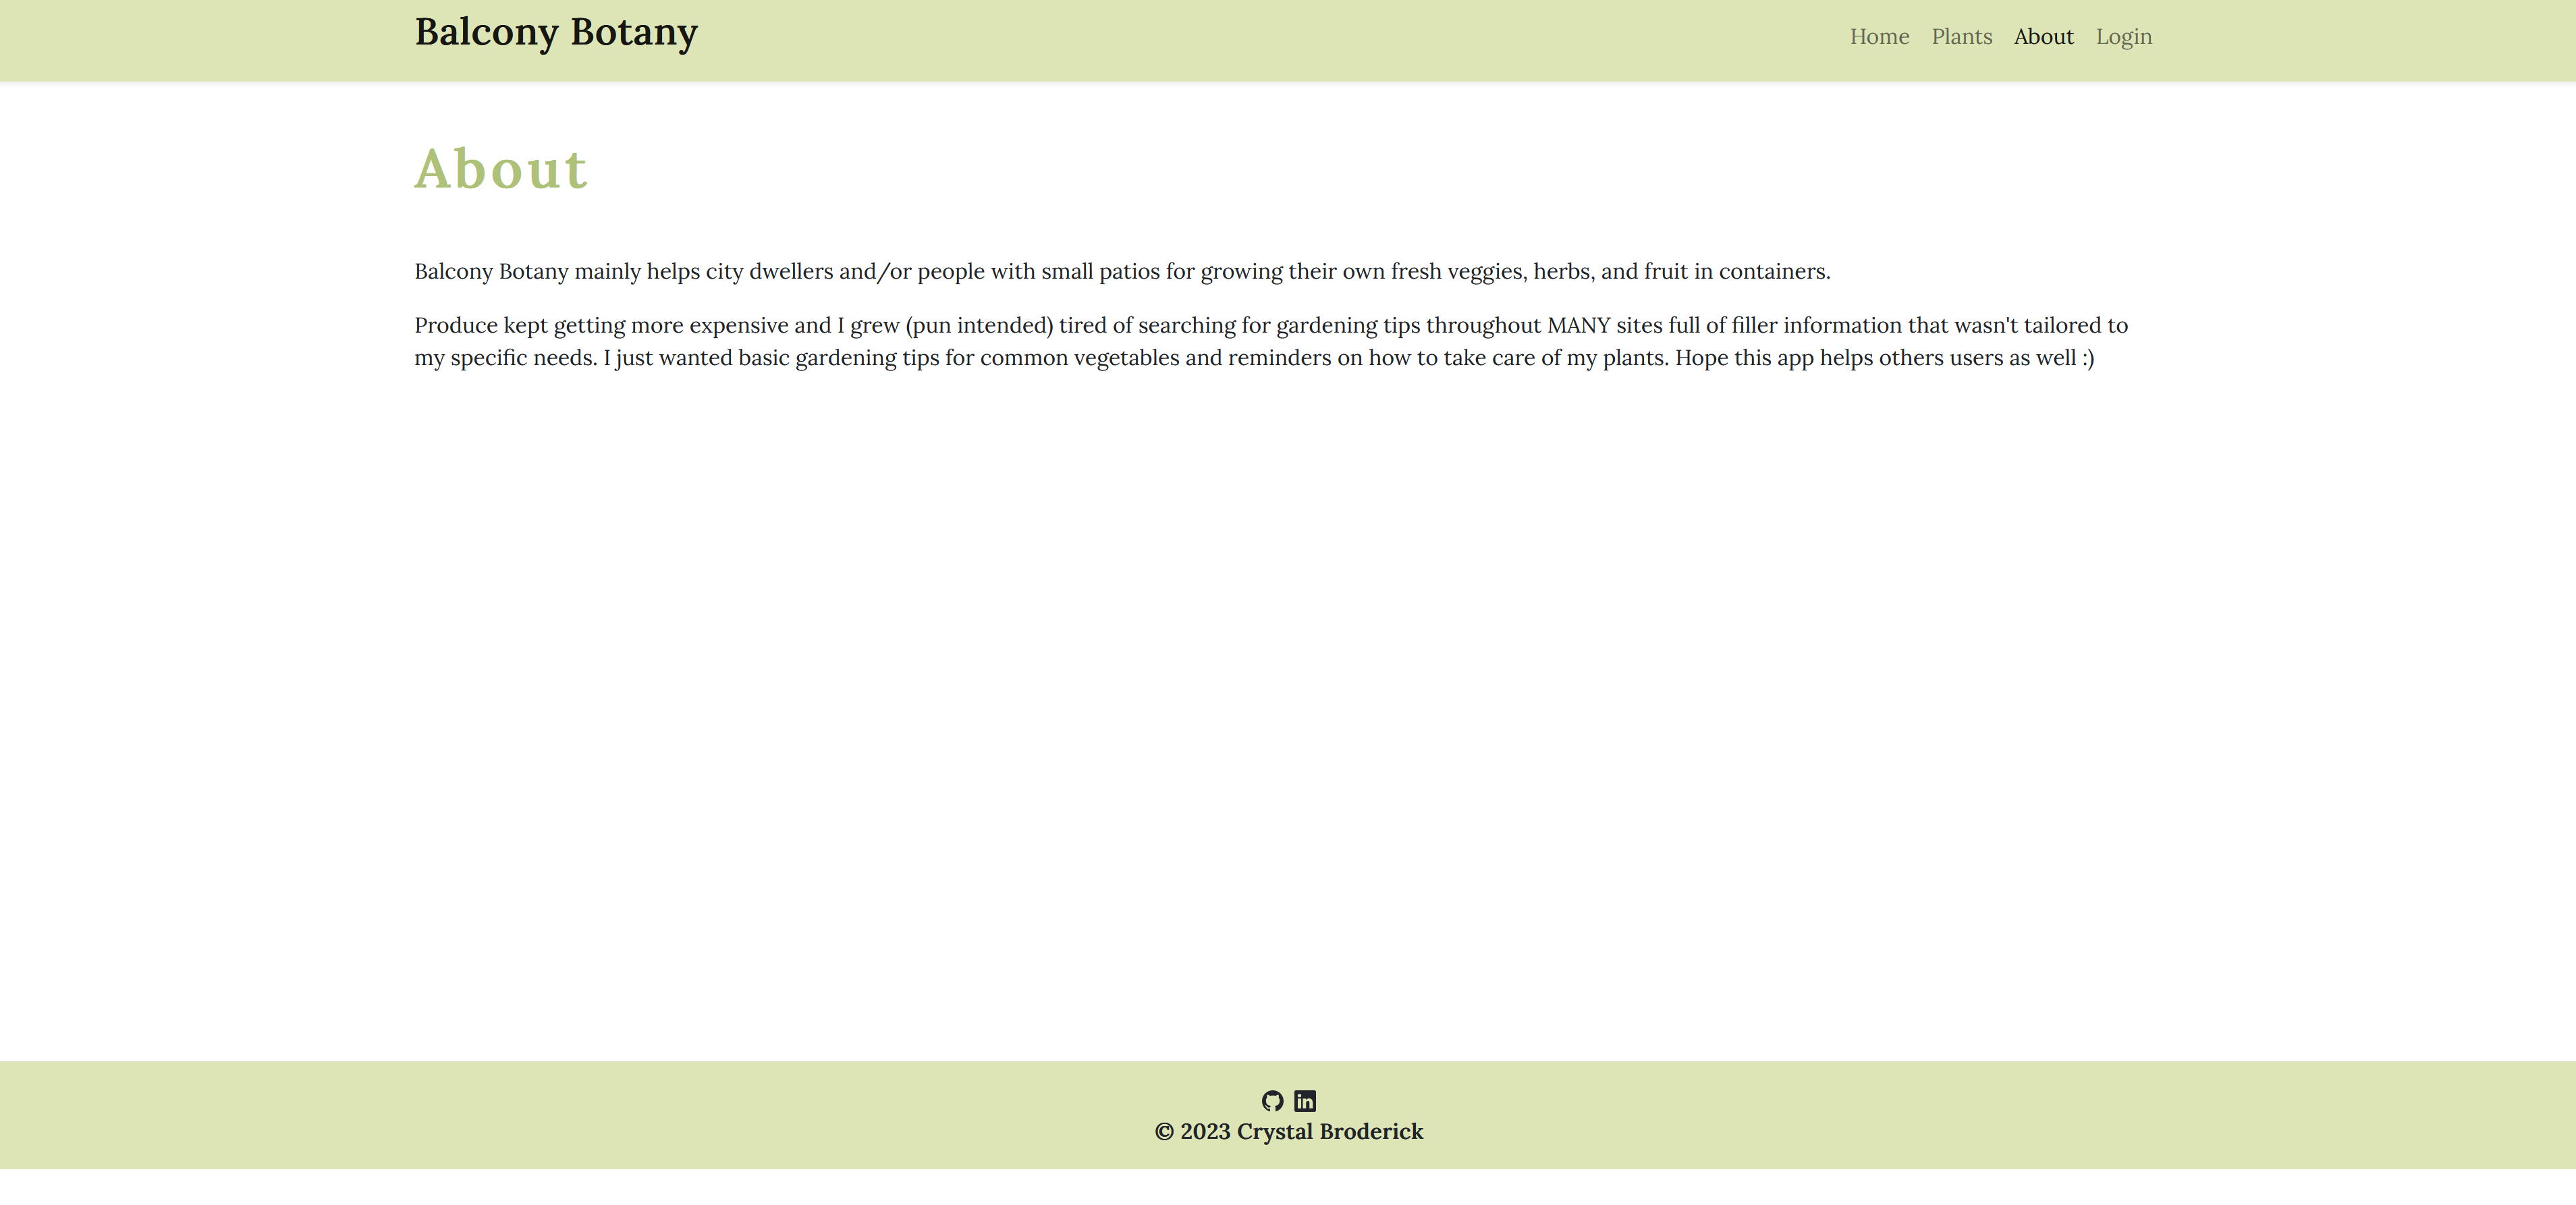 Balcony Botany
Home Plants About Login
About
Balcony Botany mainly helps city dwellers and/or people with small patios for growing their own fresh veggies, herbs, and fruit in containers.
Produce kept getting more expensive and I grew (pun intended) tired of searching for gardening tips throughout MANY sites full of filler information that wasn't tailored to
my specific needs. I just wanted basic gardening tips for common vegetables and reminders on how to take care of my plants. Hope this app helps others users as well :)
in
© 2023 Crystal Broderick